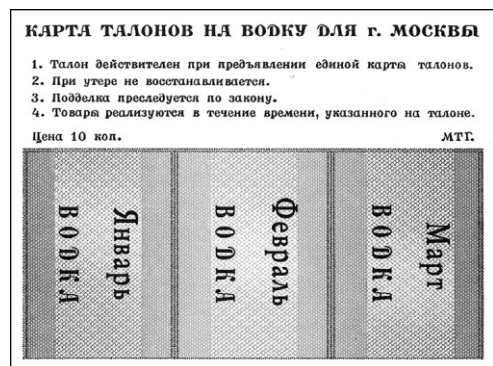 КАРТА ТАЛОНОВ НА ВОДКУ ДЛЯ г. МОСКВЫ
1. Талон действителен при предъявлении единой карты талонов.
2. При утере не восстанавливается.
3. Подделка преследуется по закону.
4. Товары реализуются в течение времени, указанного на талоне.
Цена 10 коп. МТГ.
Январь
ВОДКА
Февраль
ВОДКА
Март
ВОДКА